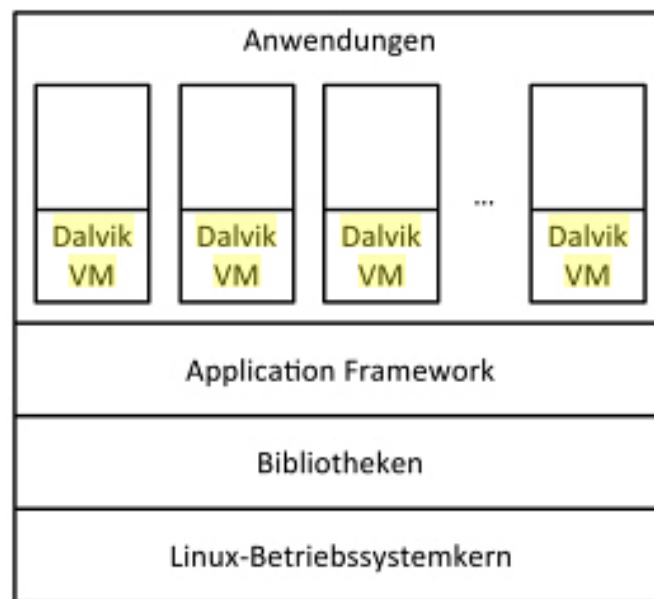 Anwendungen
Dalvik Dalvik Dalvik ... Dalvik
VM VM VM VM
Application Framework
Bibliotheken
Linux-Betriebssystemkern